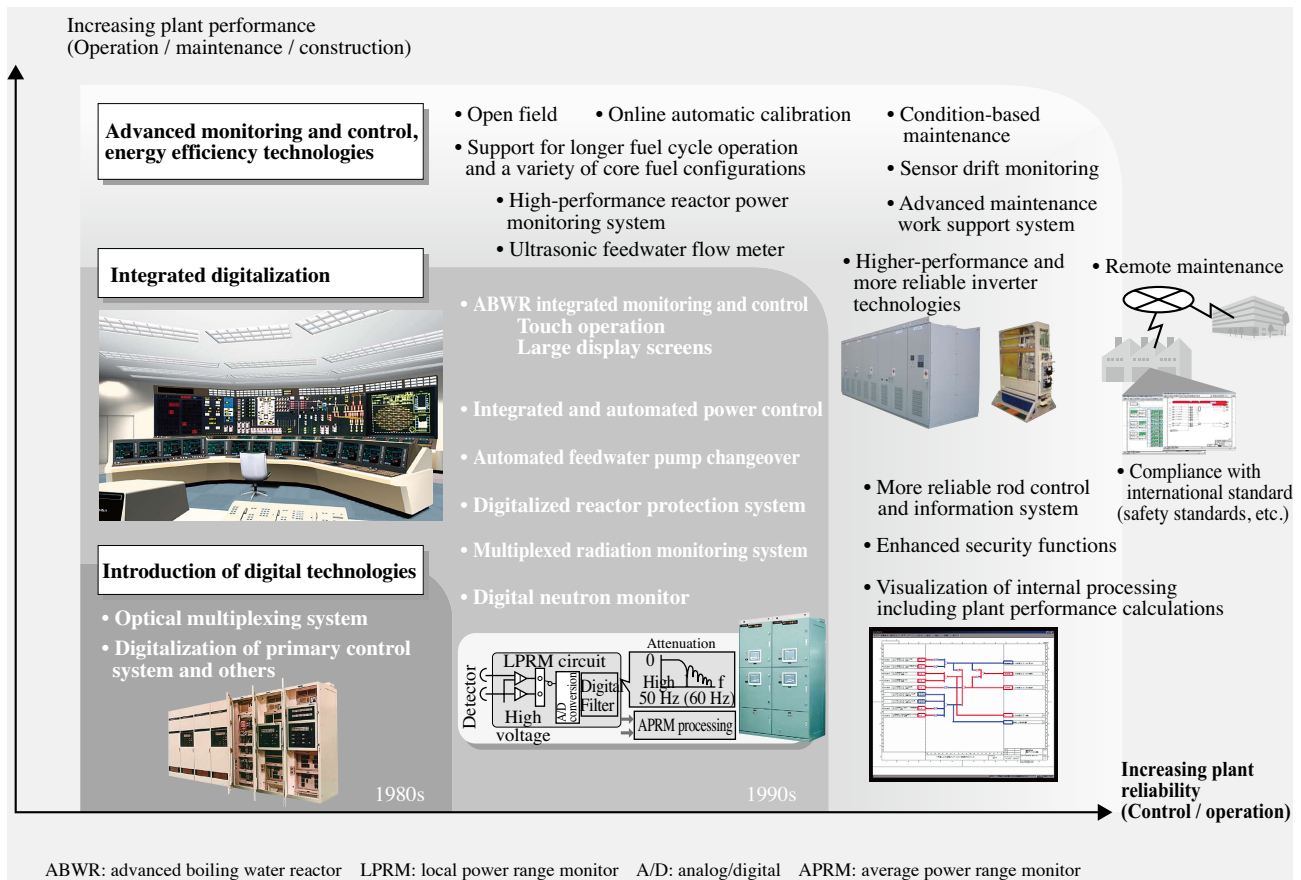 Increasing plant performance
(Operation / maintenance / construction)
Advanced monitoring and control,
energy efficiency technologies
• Open field
• Online automatic calibration
• Support for longer fuel cycle operation
and a variety of core fuel configurations
• High-performance reactor power
monitoring system
• Ultrasonic feedwater flow meter
• Condition-based
maintenance
• Sensor drift monitoring
• Advanced maintenance
work support system
Integrated digitalization
• ABWR integrated monitoring and control
Touch operation
Large display screens
• Integrated and automated power control
• Automated feedwater pump changeover
• Digitalized reactor protection system
• Multiplexed radiation monitoring system
• Digital neutron monitor
• Higher-performance and
more reliable inverter
technologies
• Remote maintenance
• Compliance with
international standard
(safety standards, etc.)
• More reliable rod control
and information system
• Enhanced security functions
• Visualization of internal processing
including plant performance calculations
Introduction of digital technologies
• Optical multiplexing system
• Digitalization of primary control
system and others
1980s
Detector
LPRM circuit
High
voltage
A/D
conversion
Digital
Filter
Attenuation
0
High
f
50 Hz (60 Hz)
APRM processing
1990s
Increasing plant
reliability
(Control / operation)
ABWR: advanced boiling water reactor LPRM: local power range monitor A/D: analog/digital APRM: average power range monitor